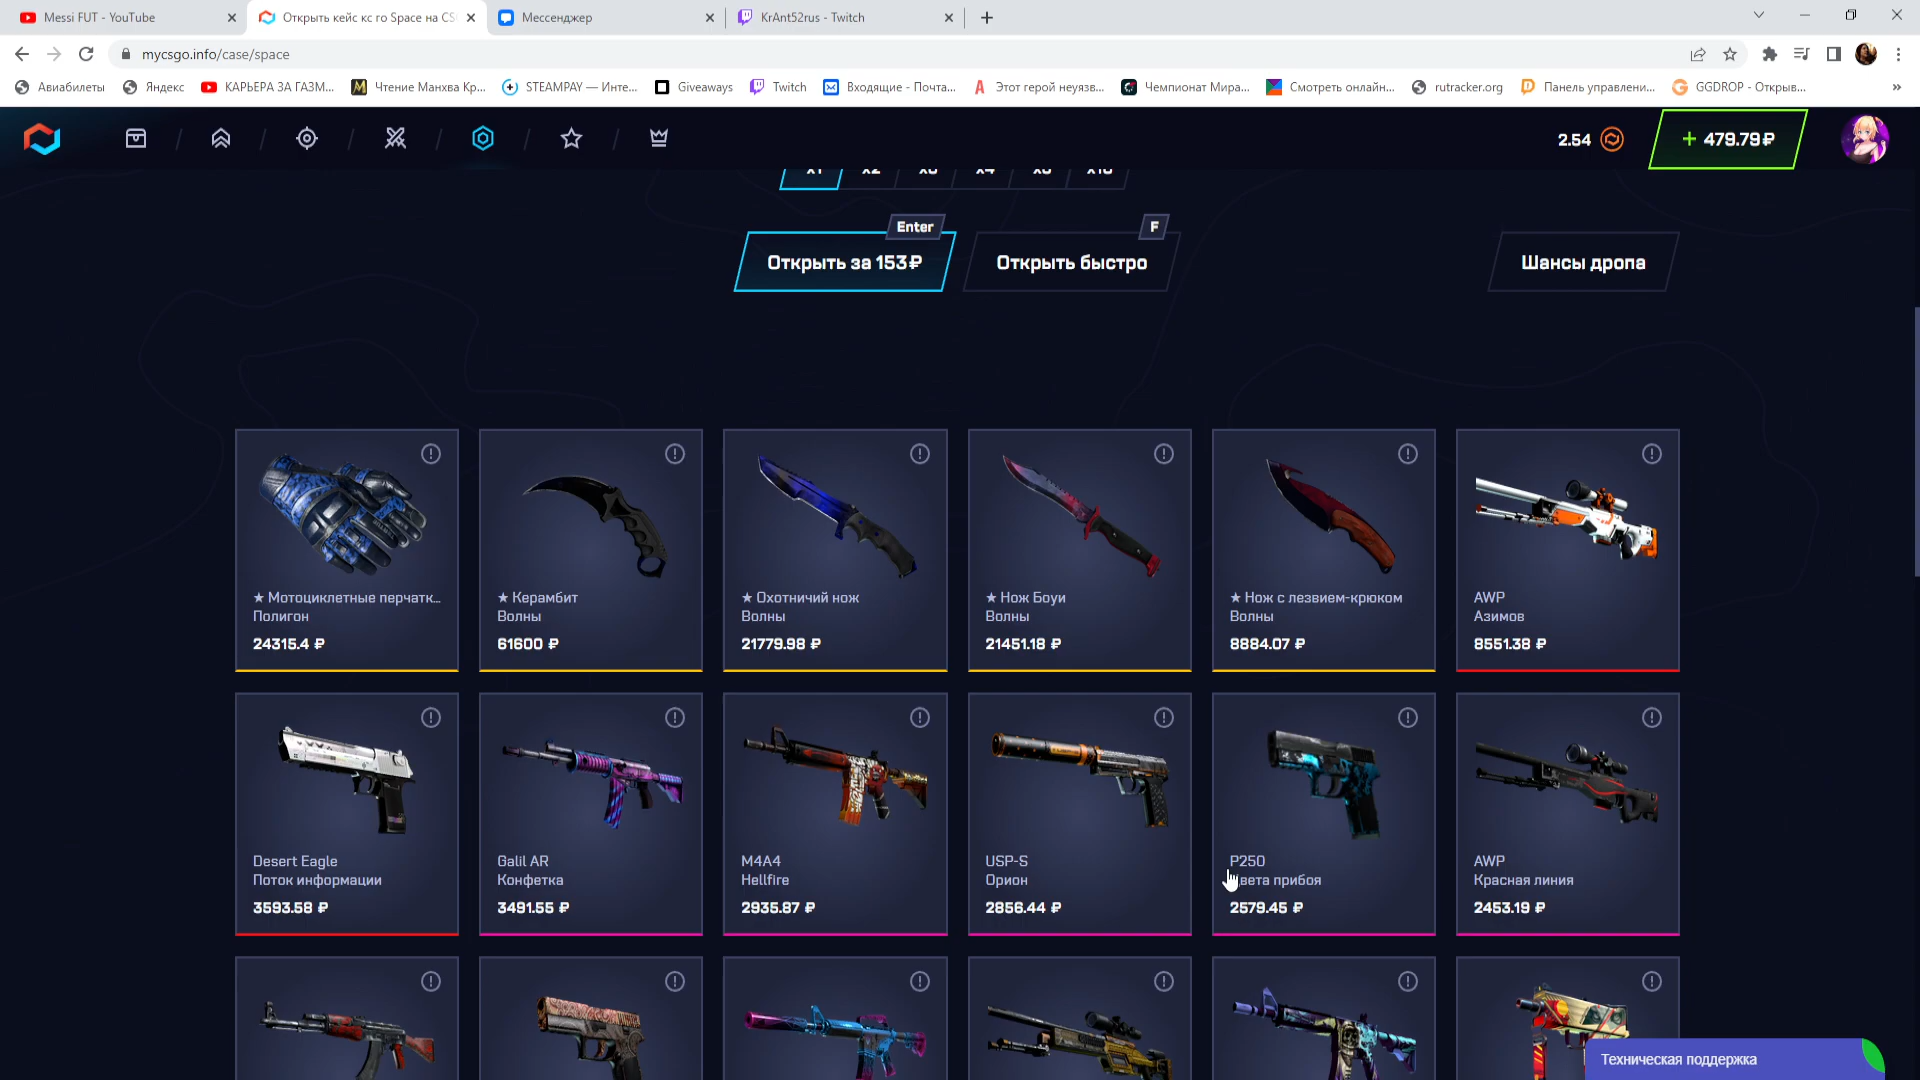 Messi FUT - YouTube
Открыть кейс кс го Space на CS
Мессенджер
KrAnt52rus - Twitch
mycsgo.info/case/space
Авиабилеты
Яндекс
КАРЬЕРА ЗА ГАЗМ...
Чтение Манхва Кр...
STEAMPAY — Инте...
Giveaways
Twitch
Входящие - Почта...
Этот герой неуязв...
Чемпионат Мира...
Смотреть онлайн...
rutracker.org
Панель управлени...
GGDROP - Открыв...
2.54
+ 479.79₽
x1
x2
x4
x10
Enter
F
Открыть за 153₽
Открыть быстро
Шансы дропа
★ Мотоциклетные перчатк...
Полигон
24315.4 ₽
★ Керамбит
Волны
61600 ₽
★ Охотничий нож
Волны
21779.98 ₽
★ Нож Боуи
Волны
21451.18 ₽
★ Нож с лезвием-крюком
Волны
8884.07 ₽
AWP
Азимов
8551.38 ₽
Desert Eagle
Поток информации
3593.58 ₽
Galil AR
Конфетка
3491.55 ₽
M4A4
Hellfire
2935.87 ₽
USP-S
Орион
2856.44 ₽
P250
прибоя
2579.45 ₽
AWP
Красная линия
2453.19 ₽
Техническая поддержка